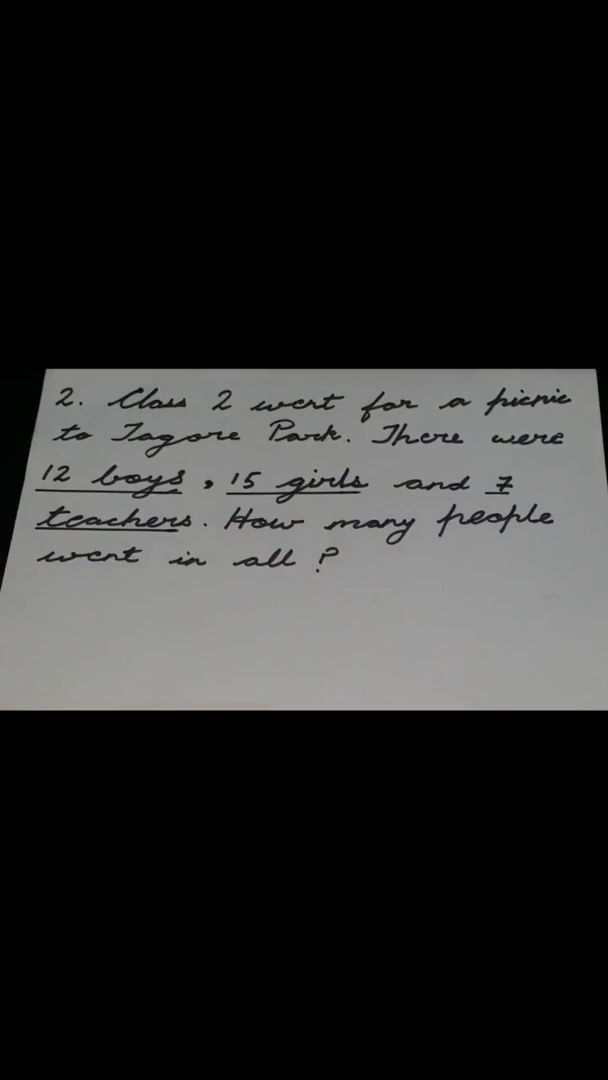 2. Class 2 went for a picnic
to Tagore Park. There were
12 boys, 15 girls and 7
teachers. How many people
went in all ?